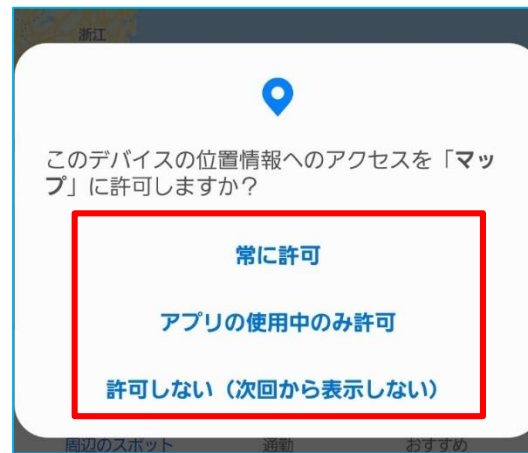 浙江
このデバイスの位置情報へのアクセスを「マッ
プ」に許可しますか？
常に許可
アプリの使用中のみ許可
許可しない（次回から表示しない）
周辺のスポット 通勤 おすすめ